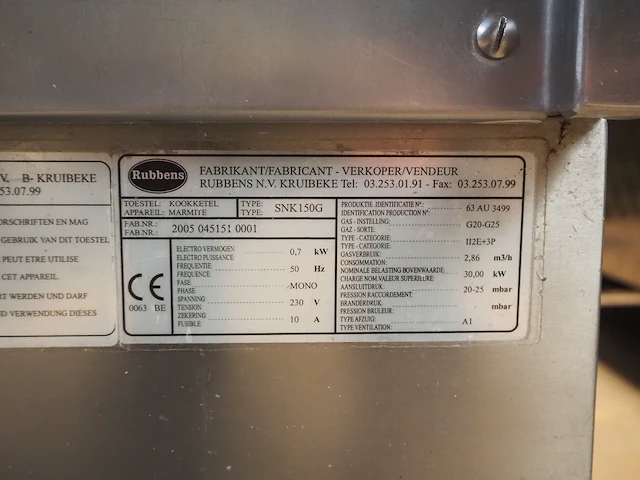 V. B- KRUIBEKE
53.07.99
ORSCHRIFTEN EN MAG
GEBRUIK VAN DIT TOESTEL
PEUT ETRE UTILISE
CET APPAREIL
RT WERDEN UND DARF
D VERWENDUNG DIESES
Rubbens
FABRIKANT/FABRICANT - VERKOPER/VENDEUR
RUBBENS N.V. KRUIBEKE Tel: 03.253.01.91 - Fax: 03.253.07.99
TOESTEL: KOOKKETEL TYPE: SNK150G
APPAREIL: MARMITE TYPE:
FAB.NR.: 2005 045151 0001
FAB.NR.:
CE
0063 BE
ELECTRO VERMOGEN 0,7 kW
ELECTRO PUISSANCE
FREQUENTIE 50 Hz
FREQUENCE
FASE MONO
PHASE
SPANNING 230 V
TENSION
ZEKERING 10 A
FUSIBLE
PRODUKTIE IDENTIFICATIE N°: 63 AU 3499
IDENTIFICATION PRODUCTION N°:
GAS - INSTELLING: G20-G25
GAZ - SORTE:
TYPE - CATEGORIE: II2E+3P
TYPE - CATEGORIE:
GASVERBRUIK: 2,86 m3/h
CONSOMMATION:
NOMINALE BELASTING BOVENWAARDE: 30,00 kW
CHARGE NOM VALEUR SUPERIEURE:
AANSLUITDRUK: 20-25 mbar
PRESSION RACCORDEMENT:
BRANDERDRUK: mbar
PRESSION BRULEUR:
TYPE AFZUIG: A1
TYPE VENTILATION: